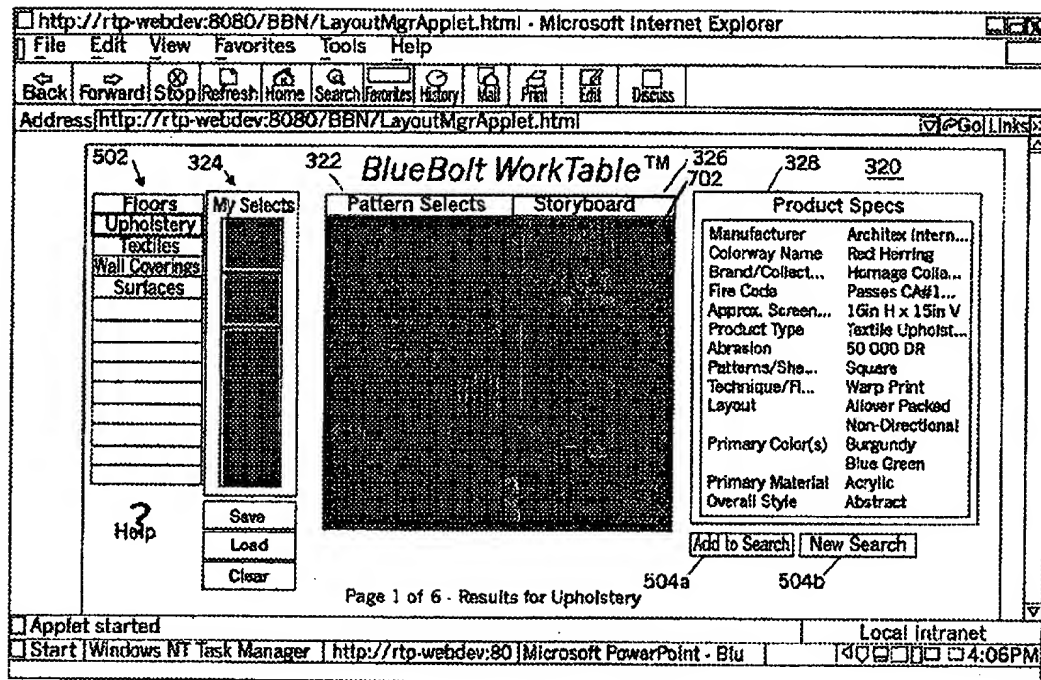 http://rtp-webdev:8080/BBN/LayoutMgrApplet.html - Microsoft Internet Explorer
File Edit View Favorites Tools Help
Back Forward Stop Refresh Home Search Favorites History Mail Print Edit Discuss
Address http://rtp-webdev:8080/BBN/LayoutMgrApplet.html Go Links
502 324 322 BlueBolt WorkTable™ 326 702 328 320
Floors
Upholstery
Textiles
Wall Coverings
Surfaces
?
Help
My Selects
Save
Load
Clear
Pattern Selects Storyboard
Product Specs
Manufacturer Architex Intern...
Colorway Name Red Herring
Brand/Collect... Homage Colla...
Fire Code Passes CA#1...
Approx. Screen... 16in H x 15in V
Product Type Textile Upholst...
Abrasion 50 000 DR
Patterns/She... Square
Technique/Fi... Warp Print
Layout Allover Packed
Non-Directional
Primary Color(s) Burgundy
Blue Green
Primary Material Acrylic
Overall Style Abstract
Add to Search New Search
504a 504b
Page 1 of 6 - Results for Upholstery
Applet started Local intranet
Start Windows NT Task Manager http://rtp-webdev:80 Microsoft PowerPoint - Blu 4:06PM